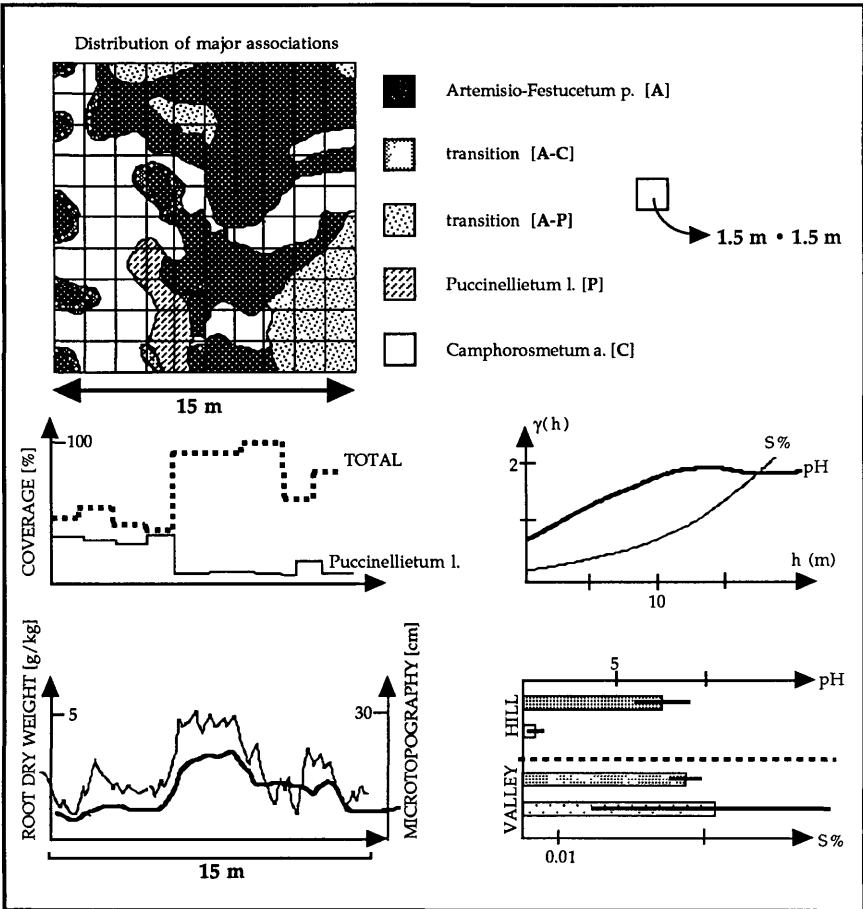 Distribution of major associations
Artemisio-Festucetum p. [A]
transition [A-C]
transition [A-P]
1.5 m • 1.5 m
Puccinellietum l. [P]
Camphorosmetum a. [C]
15 m
COVERAGE [%]
100
TOTAL
Puccinellietum l.
γ(h)
2
S%
pH
h (m)
10
ROOT DRY WEIGHT [g/kg]
5
30
MICROTOPOGRAPHY [cm]
15 m
5
pH
HILL
VALLEY
0.01
S%